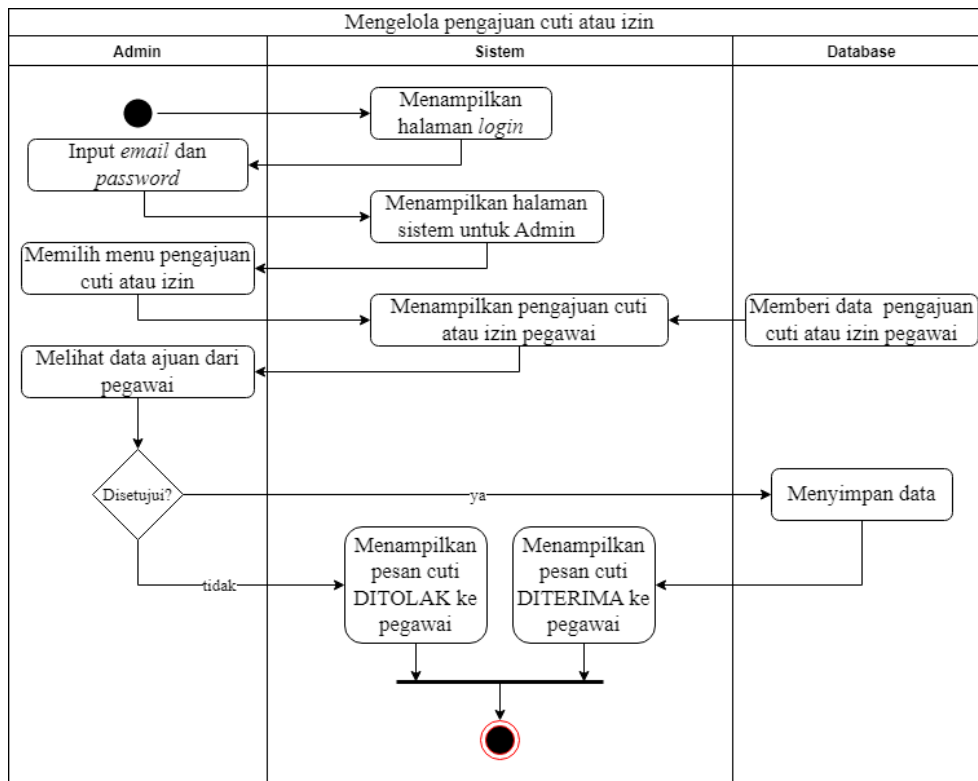 Mengelola pengajuan cuti atau izin
Admin
Sistem
Database
Menampilkan
halaman login
Input email dan
password
Menampilkan halaman
sistem untuk Admin
Memilih menu pengajuan
cuti atau izin
Menampilkan pengajuan cuti
atau izin pegawai
Memberi data pengajuan
cuti atau izin pegawai
Melihat data ajuan dari
pegawai
Disetujui?
ya
Menyimpan data
tidak
Menampilkan
pesan cuti
DITOLAK ke
pegawai
Menampilkan
pesan cuti
DITERIMA ke
pegawai